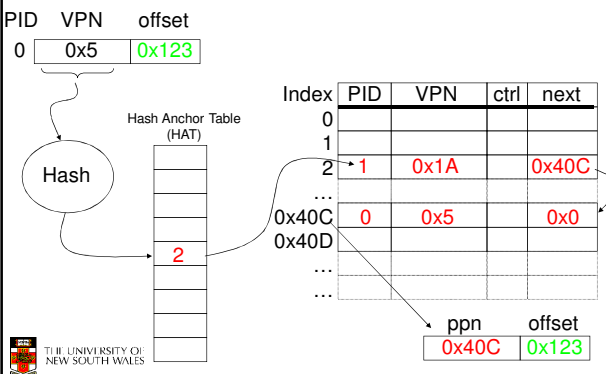 PID VPN offset
0 0x5 0x123
Hash Anchor Table
(HAT)
Hash
2
Index PID VPN ctrl next
0
1
2 1 0x1A 0x40C
...
0x40C 0 0x5 0x0
0x40D
...
...
ppn offset
0x40C 0x123
THE UNIVERSITY OF
NEW SOUTH WALES